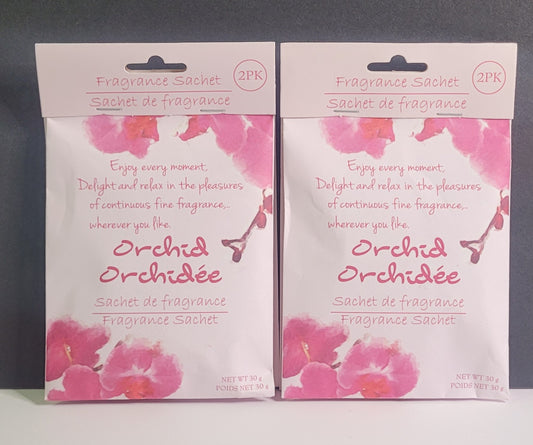 Fragrance Sachet
2PK
Sachet de fragrance
Enjoy every moment,
Delight and relax in the pleasures
of continuous fine fragrance,..
wherever you like.
Orchid
Orchidée
Sachet de fragrance
Fragrance Sachet
NET WT 30 g
POIDS NET 30 g
Fragrance Sachet
2PK
Sachet de fragrance
Enjoy every moment,
Delight and relax in the pleasures
of continuous fine fragrance,..
wherever you like.
Orchid
Orchidée
Sachet de fragrance
Fragrance Sachet
NET WT 30 g
POIDS NET 30 g